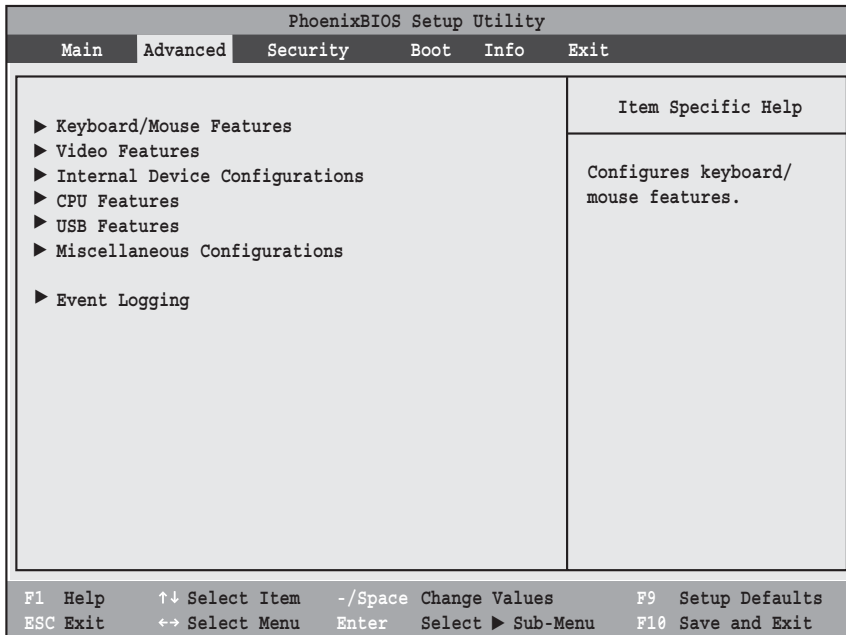 PhoenixBIOS Setup Utility
Main Advanced Security Boot Info Exit
▶ Keyboard/Mouse Features
▶ Video Features
▶ Internal Device Configurations
▶ CPU Features
▶ USB Features
▶ Miscellaneous Configurations
▶ Event Logging
Item Specific Help
Configures keyboard/
mouse features.
F1 Help ↑↓ Select Item -/Space Change Values F9 Setup Defaults
ESC Exit ←→ Select Menu Enter Select ▶ Sub-Menu F10 Save and Exit